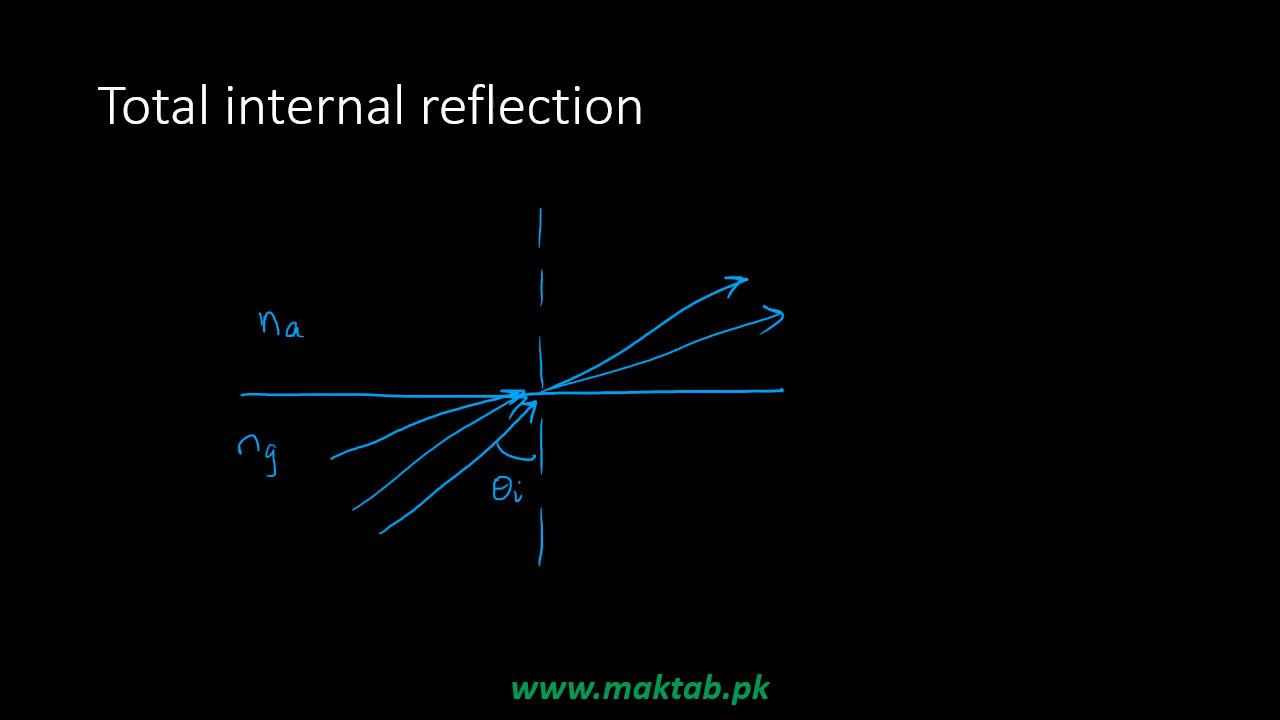 Total internal reflection
na
ng
θi
www.maktab.pk